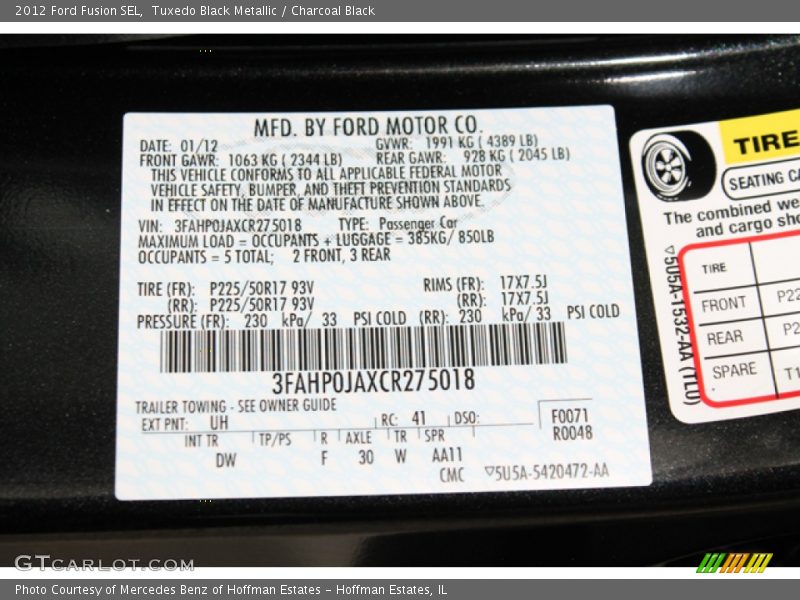 2012 Ford Fusion SEL, Tuxedo Black Metallic / Charcoal Black
MFD. BY FORD MOTOR CO.
DATE: 01/12 GVWR: 1991 KG ( 4389 LB)
FRONT GAWR: 1063 KG ( 2344 LB) REAR GAWR: 928 KG ( 2045 LB)
THIS VEHICLE CONFORMS TO ALL APPLICABLE FEDERAL MOTOR
VEHICLE SAFETY, BUMPER, AND THEFT PREVENTION STANDARDS
IN EFFECT ON THE DATE OF MANUFACTURE SHOWN ABOVE.
VIN: 3FAHP0JAXCR275018 TYPE: Passenger Car
MAXIMUM LOAD = OCCUPANTS + LUGGAGE = 385KG/ 850LB
OCCUPANTS = 5 TOTAL; 2 FRONT, 3 REAR
TIRE (FR): P225/50R17 93V RIMS (FR): 17X7.5J
(RR): P225/50R17 93V (RR): 17X7.5J
PRESSURE (FR): 230 kPa/ 33 PSI COLD (RR): 230 kPa/ 33 PSI COLD
3FAHP0JAXCR275018
TRAILER TOWING - SEE OWNER GUIDE
EXT PNT: UH RC: 41 DSO: F0071
R0048
INT TR TP/PS R AXLE TR SPR
DW F 30 W AA11
CMC 5U5A-5420472-AA
TIRE
SEATING CA
The combined we
and cargo sho
TIRE
FRONT P22
REAR P2
SPARE T1
5U5A-1532-AA (TL0)
GTCARLOT.COM
Photo Courtesy of Mercedes Benz of Hoffman Estates - Hoffman Estates, IL